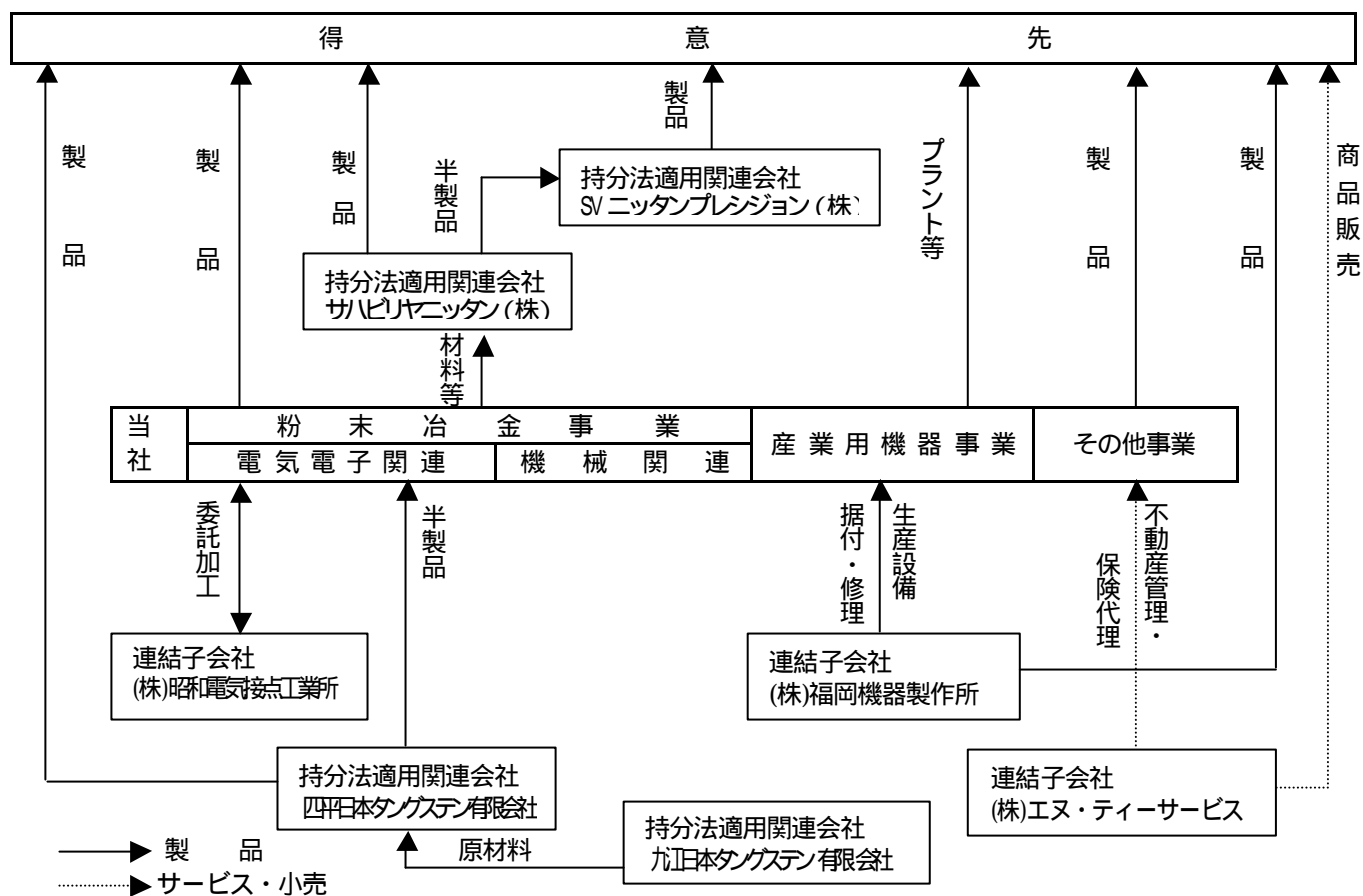 得意先
製品
製品
製品
半製品
製品
プラント等
製品
製品
商品販売
持分法適用関連会社
SVニッタンプレシジョン(株)
持分法適用関連会社
サハビリヤニッタン(株)
材料等
当社
粉末冶金事業
電気電子関連
機械関連
産業用機器事業
その他事業
委託加工
半製品
据付・修理
生産設備
保険代理
不動産管理・
連結子会社
(株)昭和電気接点工業所
連結子会社
(株)福岡機器製作所
持分法適用関連会社
四平日本タングステン有限会社
連結子会社
(株)エヌ・ティーサービス
持分法適用関連会社
九江日本タングステン有限会社
原材料
製品
サービス・小売